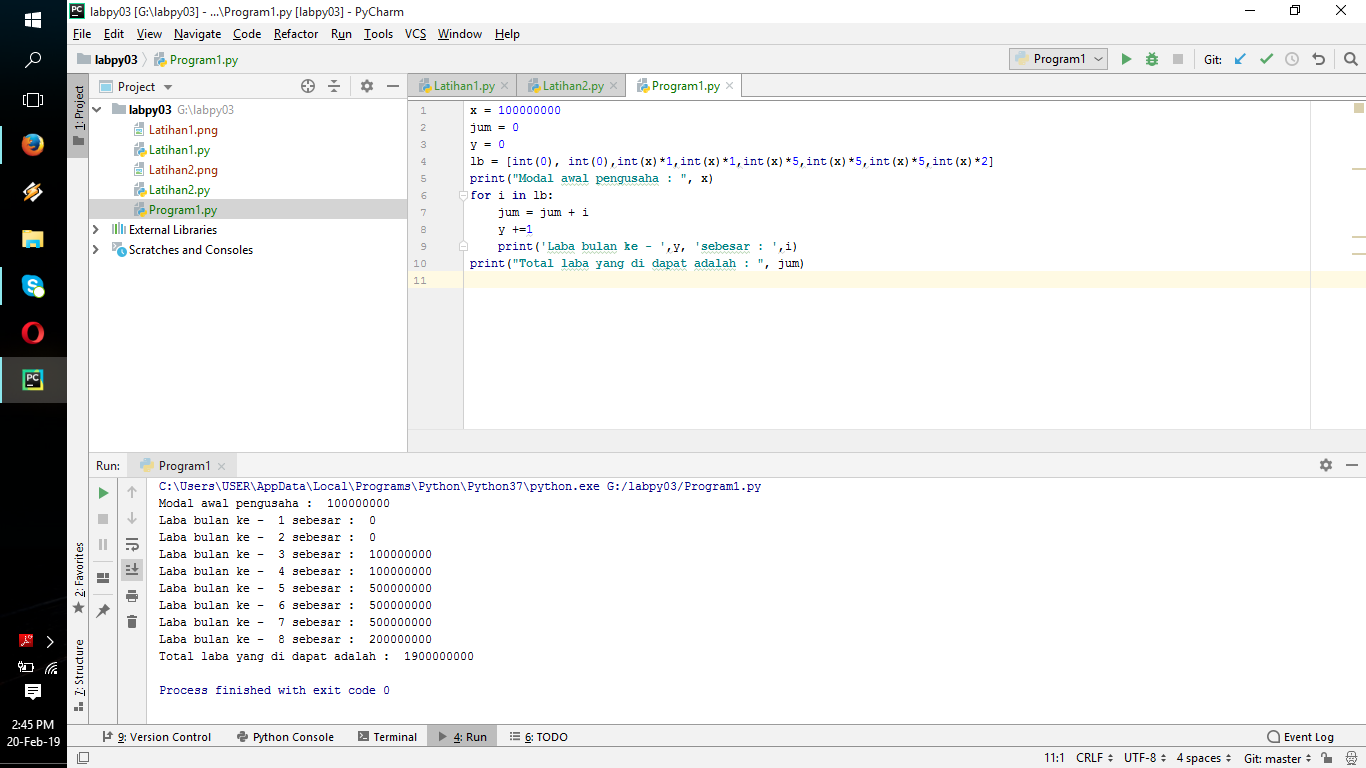 labpy03 [G:\labpy03] - ...\Program1.py [labpy03] - PyCharm
File Edit View Navigate Code Refactor Run Tools VCS Window Help
labpy03 Program1.py
Program1 Git:
1: Project
Project
Latihan1.py Latihan2.py Program1.py
labpy03 G:\labpy03
Latihan1.png
Latihan1.py
Latihan2.png
Latihan2.py
Program1.py
External Libraries
Scratches and Consoles
1 x = 100000000
2 jum = 0
3 y = 0
4 lb = [int(0), int(0),int(x)*1,int(x)*1,int(x)*5,int(x)*5,int(x)*5,int(x)*2]
5 print("Modal awal pengusaha : ", x)
6 for i in lb:
7 jum = jum + i
8 y +=1
9 print('Laba bulan ke - ',y, 'sebesar : ',i)
10 print("Total laba yang di dapat adalah : ", jum)
11
Run: Program1
C:\Users\USER\AppData\Local\Programs\Python\Python37\python.exe G:/labpy03/Program1.py
Modal awal pengusaha :  100000000
Laba bulan ke -  1 sebesar :  0
Laba bulan ke -  2 sebesar :  0
Laba bulan ke -  3 sebesar :  100000000
Laba bulan ke -  4 sebesar :  100000000
Laba bulan ke -  5 sebesar :  500000000
Laba bulan ke -  6 sebesar :  500000000
Laba bulan ke -  7 sebesar :  500000000
Laba bulan ke -  8 sebesar :  200000000
Total laba yang di dapat adalah :  1900000000
Process finished with exit code 0
2: Favorites
7: Structure
9: Version Control Python Console Terminal 4: Run 6: TODO Event Log
11:1 CRLF UTF-8 4 spaces Git: master
PC
PC
2:45 PM
20-Feb-19